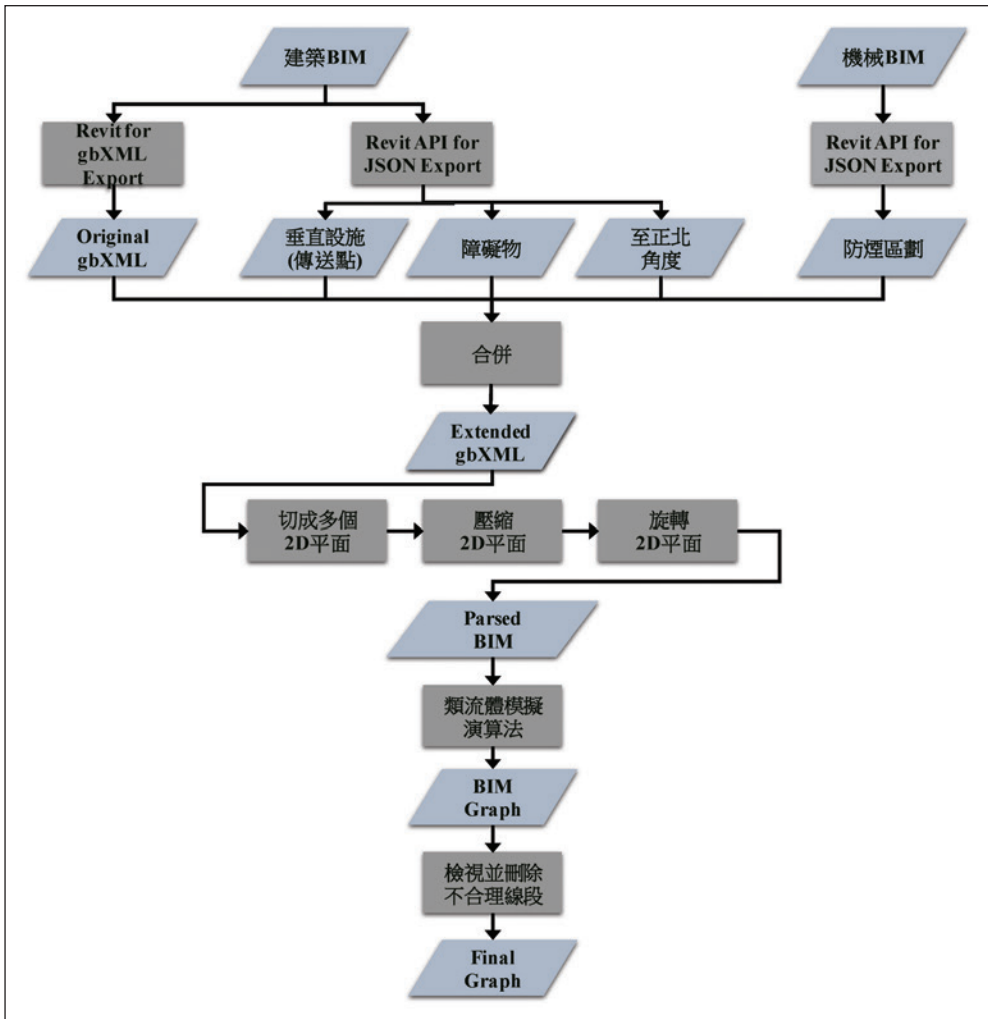 建築BIM
機械BIM
Revit for
gbXML
Export
Revit API for
JSON Export
Revit API for
JSON Export
Original
gbXML
垂直設施
(傳送點)
障礙物
至正北
角度
防煙區劃
合併
Extended
gbXML
切成多個
2D平面
壓縮
2D平面
旋轉
2D平面
Parsed
BIM
類流體模擬
演算法
BIM
Graph
檢視並刪除
不合理線段
Final
Graph